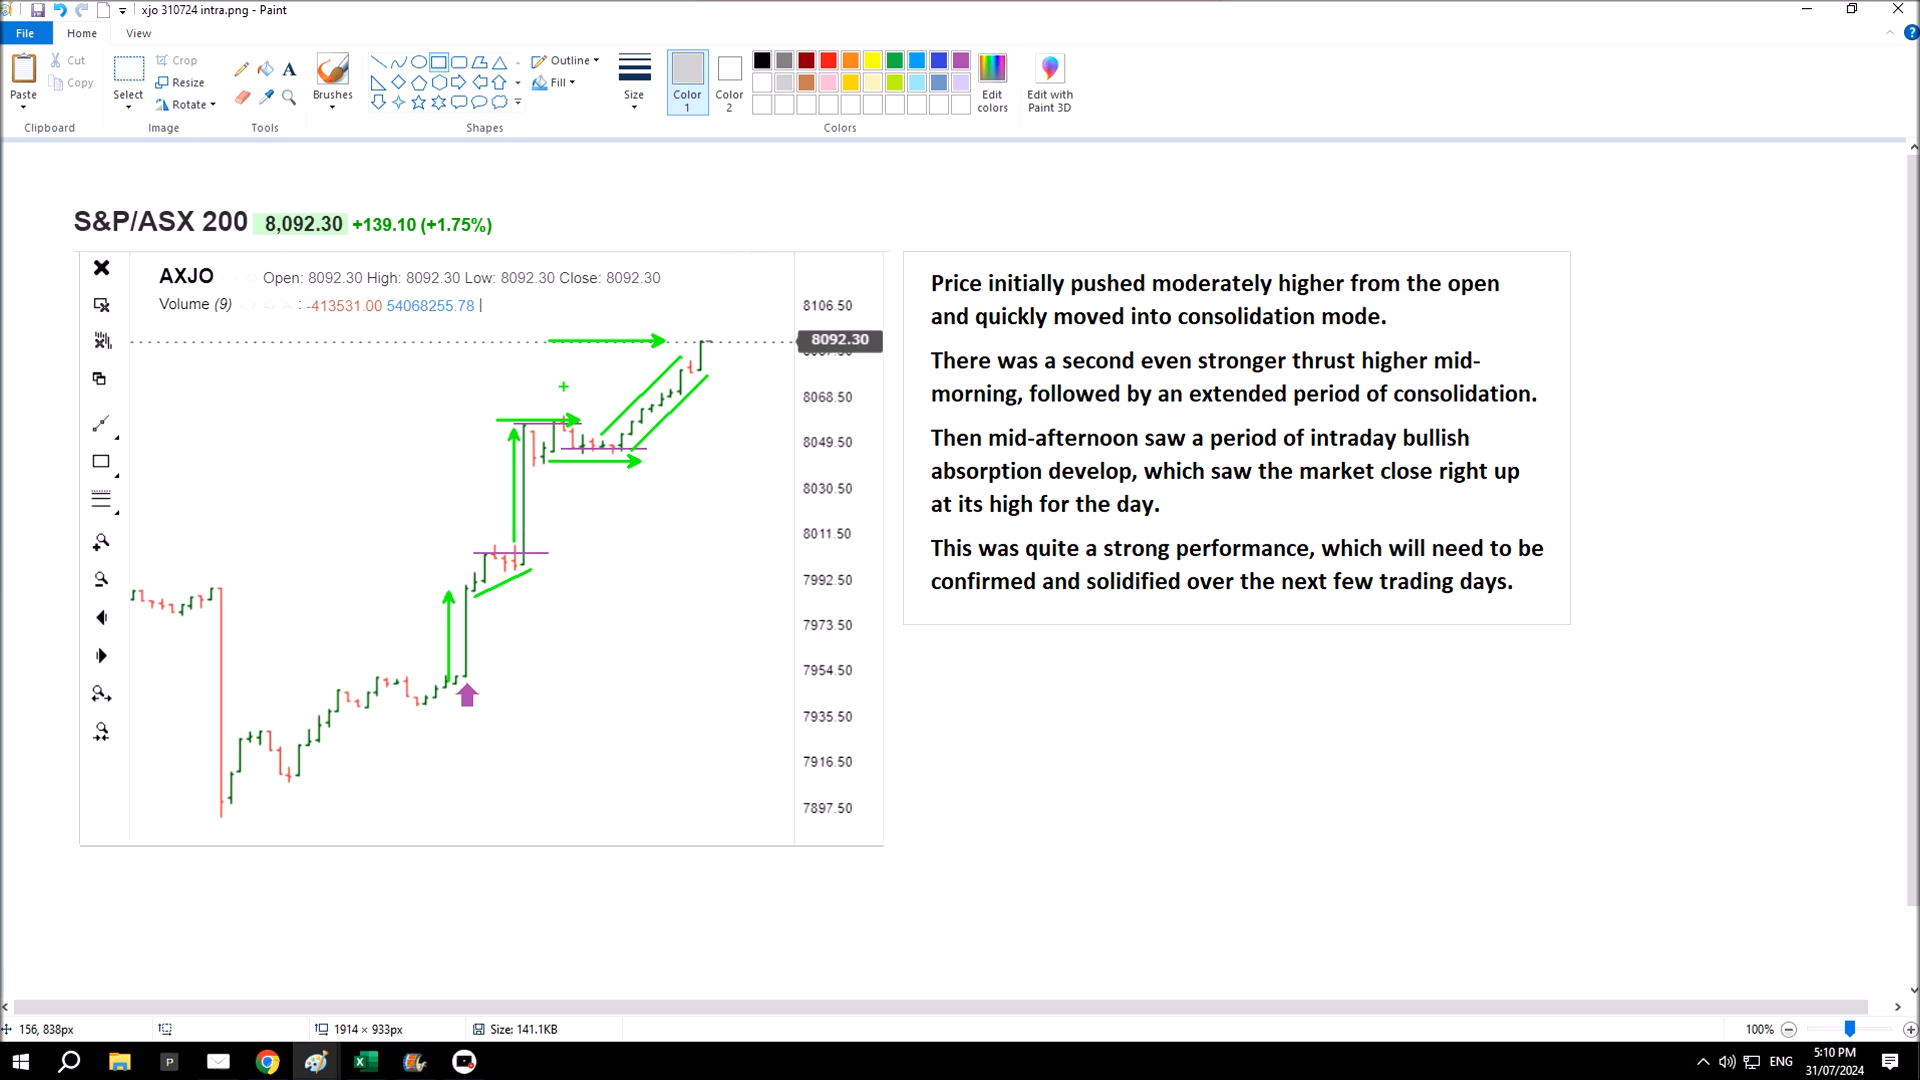 xjo 310724 intra.png - Paint
File Home View
Paste
Cut
Copy
Clipboard
Select
Crop
Resize
Rotate
Image
Tools
Brushes
Outline
Fill
Shapes
Size
Color 1
Color 2
Colors
Edit colors
Edit with Paint 3D
S&P/ASX 200 8,092.30 +139.10 (+1.75%)
AXJO Open: 8092.30 High: 8092.30 Low: 8092.30 Close: 8092.30
Volume (9) : -413531.00 54068255.78
8106.50
8092.30
8068.50
8049.50
8030.50
8011.50
7992.50
7973.50
7954.50
7935.50
7916.50
7897.50
Price initially pushed moderately higher from the open
and quickly moved into consolidation mode.
There was a second even stronger thrust higher mid-
morning, followed by an extended period of consolidation.
Then mid-afternoon saw a period of intraday bullish
absorption develop, which saw the market close right up
at its high for the day.
This was quite a strong performance, which will need to be
confirmed and solidified over the next few trading days.
156, 838px
1914 × 933px
Size: 141.1KB
100%
ENG
5:10 PM
31/07/2024